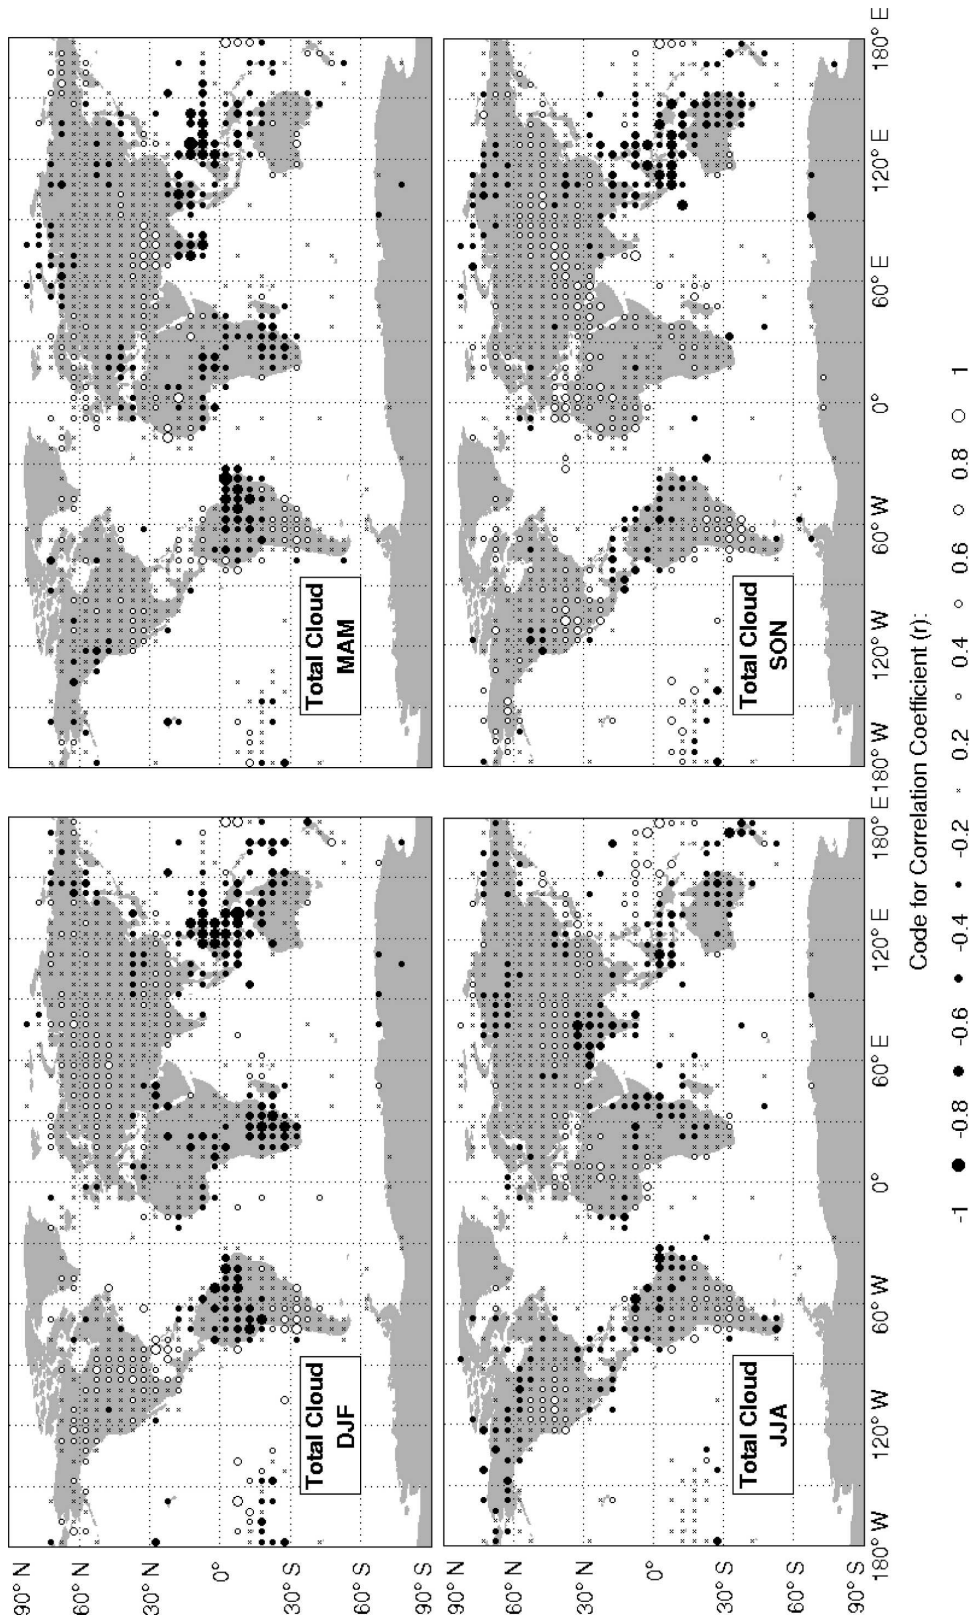 90° N
60° N
30° N
0°
30° S
60° S
90° S
Total Cloud
DJF
Total Cloud
MAM
90° N
60° N
30° N
0°
30° S
60° S
90° S
Total Cloud
JJA
Total Cloud
SON
180° W 120° W 60° W 0° 60° E 120° E 180° E
180° W 120° W 60° W 0° 60° E 120° E 180° E
Code for Correlation Coefficient (r):
-1 -0.8 -0.6 -0.4 -0.2 0.2 0.4 0.6 0.8 1